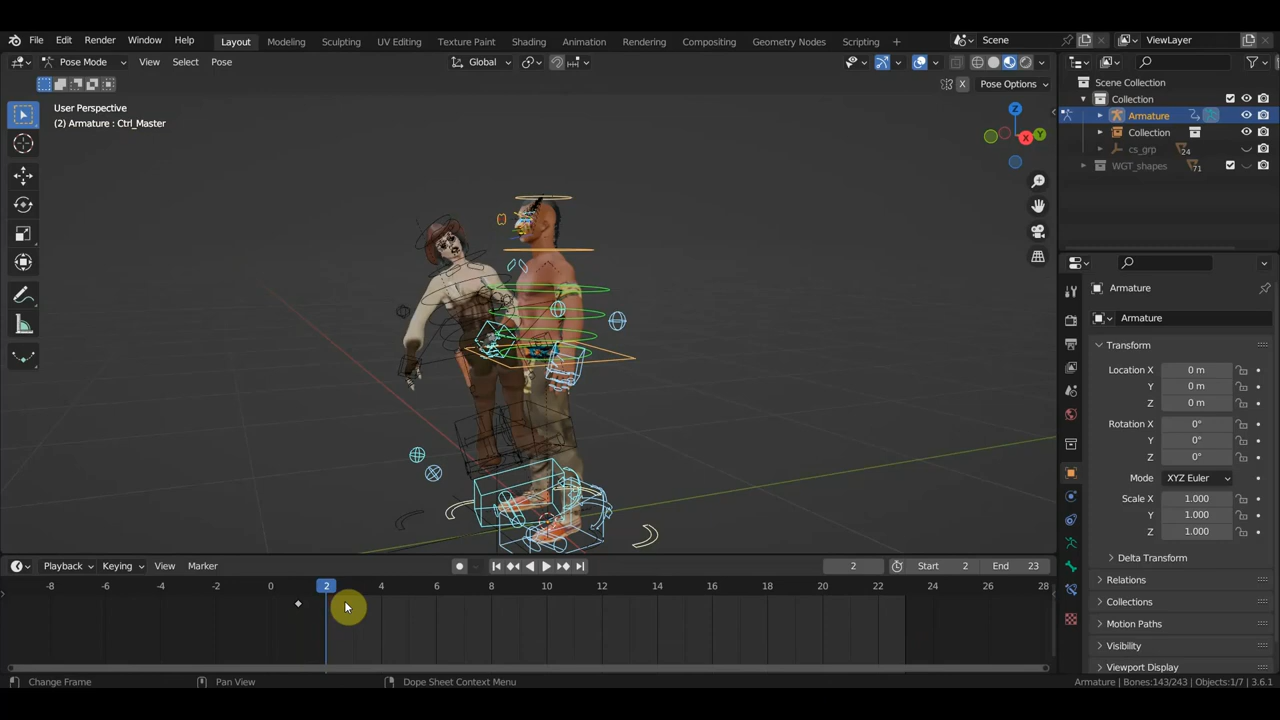 File Edit Render Window Help Layout Modeling Sculpting UV Editing Texture Paint Shading Animation Rendering Compositing Geometry Nodes Scripting + Scene ViewLayer
Pose Mode View Select Pose Global
X Pose Options
User Perspective
(2) Armature : Ctrl_Master
Z
X
Y
Scene Collection
Collection
Armature
Collection
cs_grp 24
WGT_shapes 71
Armature
Armature
Transform
Location X 0 m
Y 0 m
Z 0 m
Rotation X 0°
Y 0°
Z 0°
Mode XYZ Euler
Scale X 1.000
Y 1.000
Z 1.000
Delta Transform
Relations
Collections
Motion Paths
Visibility
Viewport Display
Playback Keying View Marker 2 Start 2 End 23
-8 -6 -4 -2 0 2 4 6 8 10 12 14 16 18 20 22 24 26 28
Change Frame Pan View Dope Sheet Context Menu Armature | Bones:143/243 | Objects:1/7 | 3.6.1